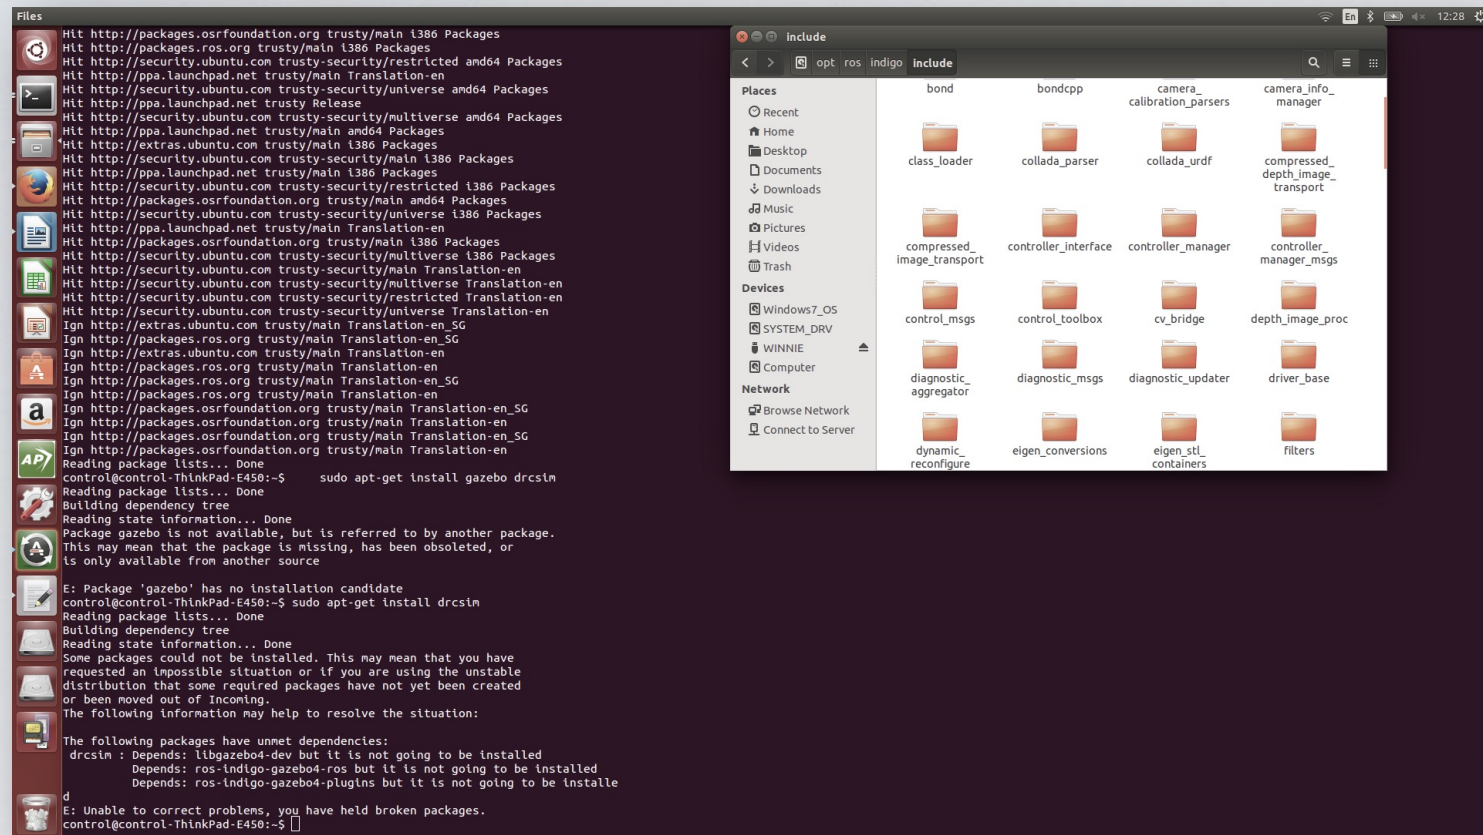 Files
En
12:28
Hit http://packages.osrfoundation.org trusty/main i386 Packages
Hit http://packages.ros.org trusty/main i386 Packages
Hit http://security.ubuntu.com trusty-security/restricted amd64 Packages
Hit http://ppa.launchpad.net trusty/main Translation-en
Hit http://security.ubuntu.com trusty-security/universe amd64 Packages
Hit http://ppa.launchpad.net trusty Release
Hit http://security.ubuntu.com trusty-security/multiverse amd64 Packages
Hit http://ppa.launchpad.net trusty/main amd64 Packages
Hit http://extras.ubuntu.com trusty/main i386 Packages
Hit http://security.ubuntu.com trusty-security/main i386 Packages
Hit http://ppa.launchpad.net trusty/main i386 Packages
Hit http://security.ubuntu.com trusty-security/restricted i386 Packages
Hit http://packages.osrfoundation.org trusty/main amd64 Packages
Hit http://security.ubuntu.com trusty-security/universe i386 Packages
Hit http://ppa.launchpad.net trusty/main Translation-en
Hit http://packages.osrfoundation.org trusty/main i386 Packages
Hit http://security.ubuntu.com trusty-security/multiverse i386 Packages
Hit http://security.ubuntu.com trusty-security/main Translation-en
Hit http://security.ubuntu.com trusty-security/multiverse Translation-en
Hit http://security.ubuntu.com trusty-security/restricted Translation-en
Hit http://security.ubuntu.com trusty-security/universe Translation-en
Ign http://extras.ubuntu.com trusty/main Translation-en_SG
Ign http://packages.ros.org trusty/main Translation-en_SG
Ign http://extras.ubuntu.com trusty/main Translation-en
Ign http://packages.ros.org trusty/main Translation-en
Ign http://packages.ros.org trusty/main Translation-en_SG
Ign http://packages.ros.org trusty/main Translation-en
Ign http://packages.osrfoundation.org trusty/main Translation-en_SG
Ign http://packages.osrfoundation.org trusty/main Translation-en
Ign http://packages.osrfoundation.org trusty/main Translation-en_SG
Ign http://packages.osrfoundation.org trusty/main Translation-en
Reading package lists... Done
control@control-ThinkPad-E450:~$     sudo apt-get install gazebo drcsim
Reading package lists... Done
Building dependency tree
Reading state information... Done
Package gazebo is not available, but is referred to by another package.
This may mean that the package is missing, has been obsoleted, or
is only available from another source
E: Package 'gazebo' has no installation candidate
control@control-ThinkPad-E450:~$ sudo apt-get install drcsim
Reading package lists... Done
Building dependency tree
Reading state information... Done
Some packages could not be installed. This may mean that you have
requested an impossible situation or if you are using the unstable
distribution that some required packages have not yet been created
or been moved out of Incoming.
The following information may help to resolve the situation:
The following packages have unmet dependencies:
drcsim : Depends: libgazebo4-dev but it is not going to be installed
Depends: ros-indigo-gazebo4-ros but it is not going to be installed
Depends: ros-indigo-gazebo4-plugins but it is not going to be installe
d
E: Unable to correct problems, you have held broken packages.
control@control-ThinkPad-E450:~$
include
opt ros indigo include
Places
Recent
Home
Desktop
Documents
Downloads
Music
Pictures
Videos
Trash
Devices
Windows7_OS
SYSTEM_DRV
WINNIE
Computer
Network
Browse Network
Connect to Server
bond
bondcpp
camera_
calibration_parsers
camera_info_
manager
class_loader
collada_parser
collada_urdf
compressed_
depth_image_
transport
compressed_
image_transport
controller_interface
controller_manager
controller_
manager_msgs
control_msgs
control_toolbox
cv_bridge
depth_image_proc
diagnostic_
aggregator
diagnostic_msgs
diagnostic_updater
driver_base
dynamic_
reconfigure
eigen_conversions
eigen_stl_
containers
filters
a
AP